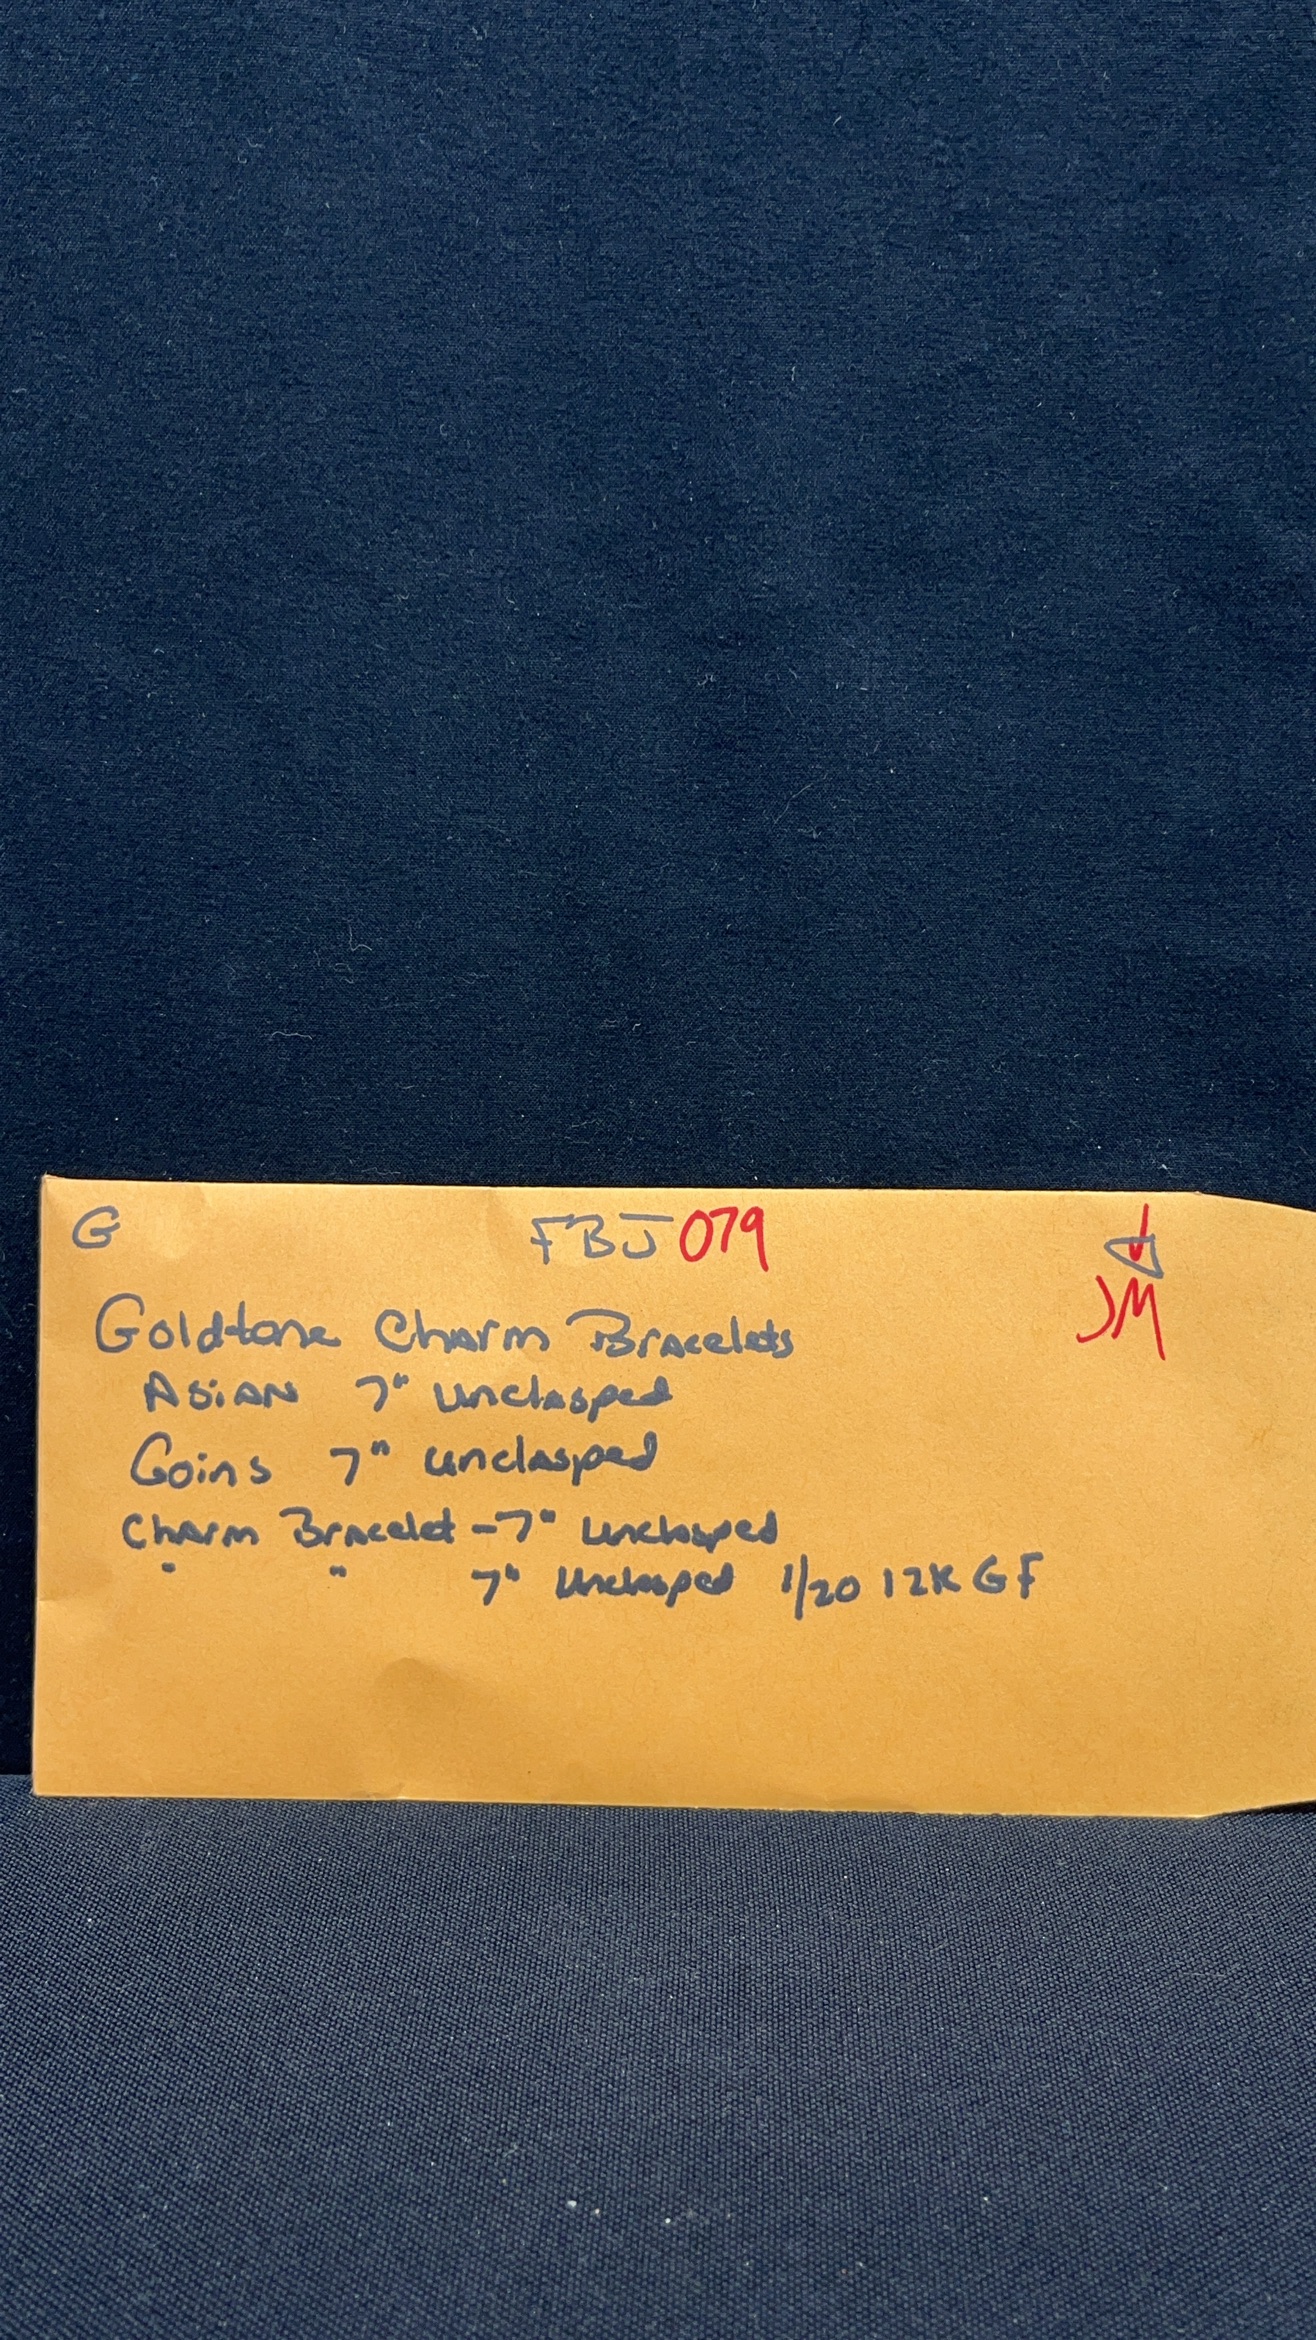 G FBJ 079
JM
Goldtone Charm Bracelets
Asian 7" unclasped
Coins 7" unclasped
Charm Bracelet - 7" unclasped
" " 7" Unclasped 1/20 12K GF